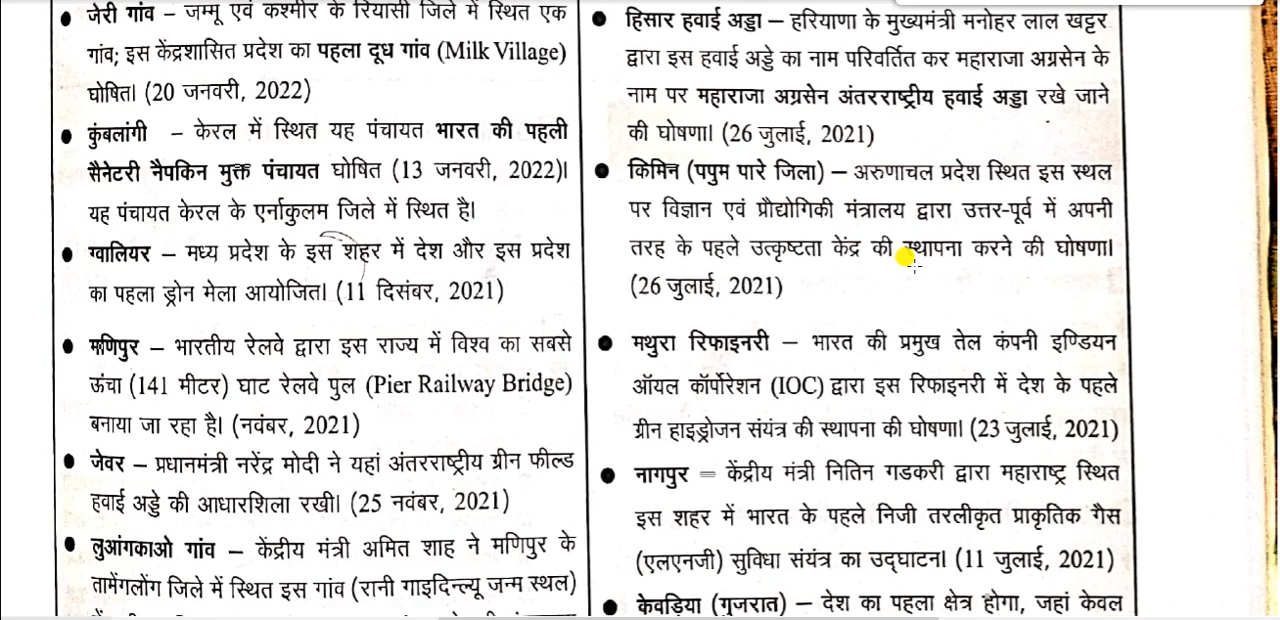 जेरी गांव – जम्मू एवं कश्मीर के रियासी जिले में स्थित एक
गांव; इस केंद्रशासित प्रदेश का पहला दूध गांव (Milk Village)
घोषित। (20 जनवरी, 2022)
कुंबलांगी – केरल में स्थित यह पंचायत भारत की पहली
सैनेटरी नैपकिन मुक्त पंचायत घोषित (13 जनवरी, 2022)।
यह पंचायत केरल के एर्नाकुलम जिले में स्थित है।
ग्वालियर – मध्य प्रदेश के इस शहर में देश और इस प्रदेश
का पहला ड्रोन मेला आयोजित। (11 दिसंबर, 2021)
मणिपुर – भारतीय रेलवे द्वारा इस राज्य में विश्व का सबसे
ऊंचा (141 मीटर) घाट रेलवे पुल (Pier Railway Bridge)
बनाया जा रहा है। (नवंबर, 2021)
जेवर – प्रधानमंत्री नरेंद्र मोदी ने यहां अंतरराष्ट्रीय ग्रीन फील्ड
हवाई अड्डे की आधारशिला रखी। (25 नवंबर, 2021)
लुआंगकाओ गांव – केंद्रीय मंत्री अमित शाह ने मणिपुर के
तामेंगलोंग जिले में स्थित इस गांव (रानी गाइदिन्ल्यू जन्म स्थल)
हिसार हवाई अड्डा – हरियाणा के मुख्यमंत्री मनोहर लाल खट्टर
द्वारा इस हवाई अड्डे का नाम परिवर्तित कर महाराजा अग्रसेन के
नाम पर महाराजा अग्रसेन अंतरराष्ट्रीय हवाई अड्डा रखे जाने
की घोषणा। (26 जुलाई, 2021)
किमिन (पपुम पारे जिला) – अरुणाचल प्रदेश स्थित इस स्थल
पर विज्ञान एवं प्रौद्योगिकी मंत्रालय द्वारा उत्तर-पूर्व में अपनी
तरह के पहले उत्कृष्टता केंद्र की स्थापना करने की घोषणा।
(26 जुलाई, 2021)
मथुरा रिफाइनरी – भारत की प्रमुख तेल कंपनी इण्डियन
ऑयल कॉर्पोरेशन (IOC) द्वारा इस रिफाइनरी में देश के पहले
ग्रीन हाइड्रोजन संयंत्र की स्थापना की घोषणा। (23 जुलाई, 2021)
नागपुर – केंद्रीय मंत्री नितिन गडकरी द्वारा महाराष्ट्र स्थित
इस शहर में भारत के पहले निजी तरलीकृत प्राकृतिक गैस
(एलएनजी) सुविधा संयंत्र का उद्घाटन। (11 जुलाई, 2021)
केवड़िया (गुजरात) – देश का पहला क्षेत्र होगा, जहां केवल